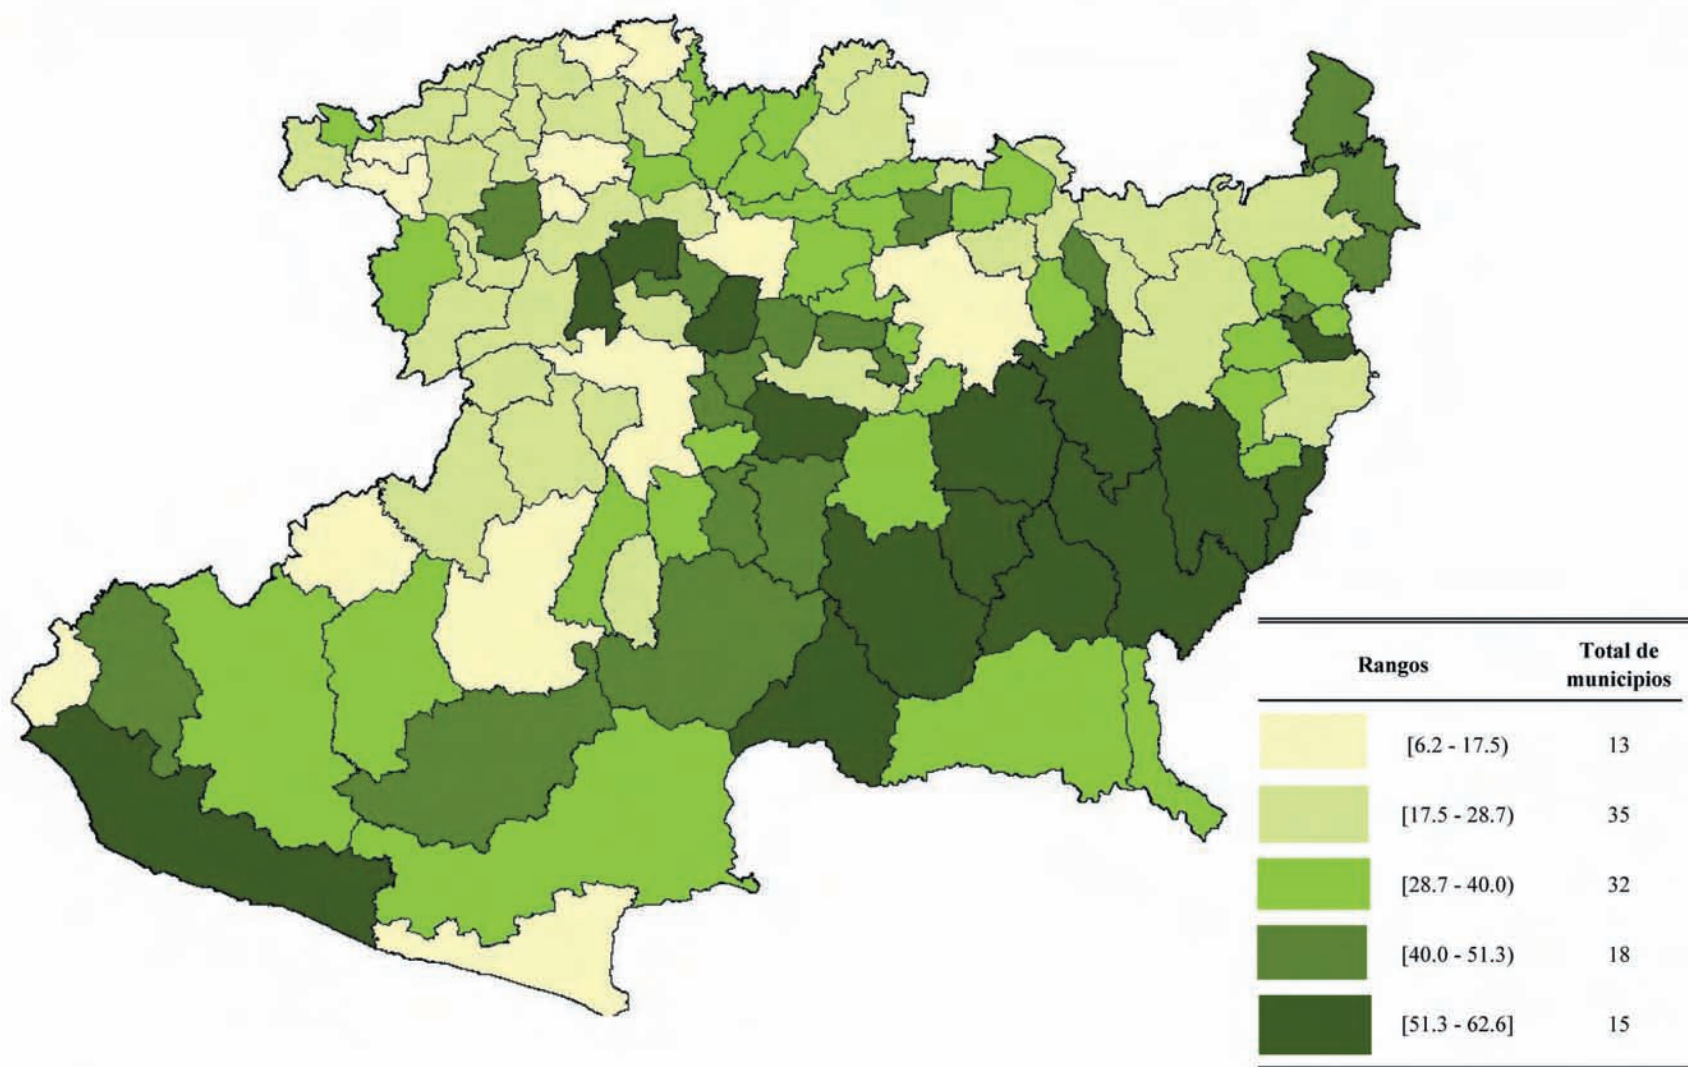 Rangos
Total de
municipios
[6.2 - 17.5) 13
[17.5 - 28.7) 35
[28.7 - 40.0) 32
[40.0 - 51.3) 18
[51.3 - 62.6] 15